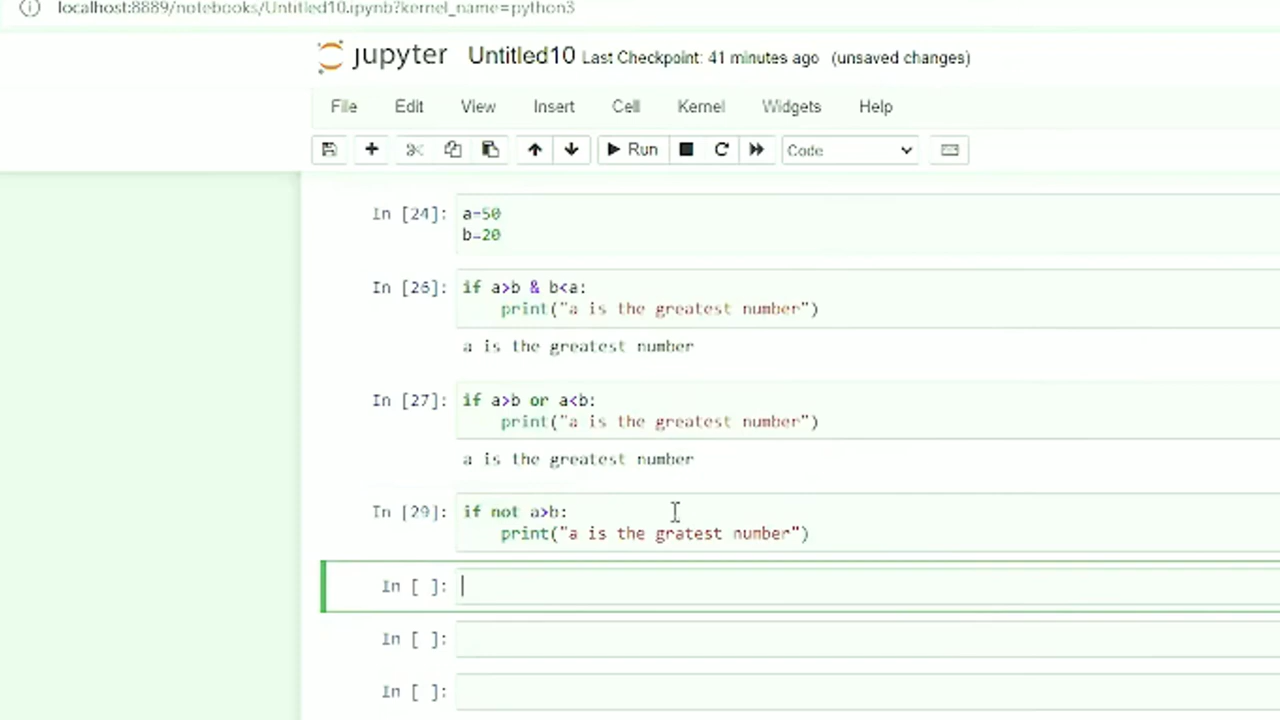 localhost:8889/notebooks/Untitled10.ipynb?kernel_name=python3
jupyter Untitled10 Last Checkpoint: 41 minutes ago (unsaved changes)
File Edit View Insert Cell Kernel Widgets Help
Run Code
In [24]: a=50
b=20
In [26]: if a>b & b<a:
print("a is the greatest number")
a is the greatest number
In [27]: if a>b or a<b:
print("a is the greatest number")
a is the greatest number
In [29]: if not a>b:
print("a is the gratest number")
In [ ]:
In [ ]:
In [ ]: